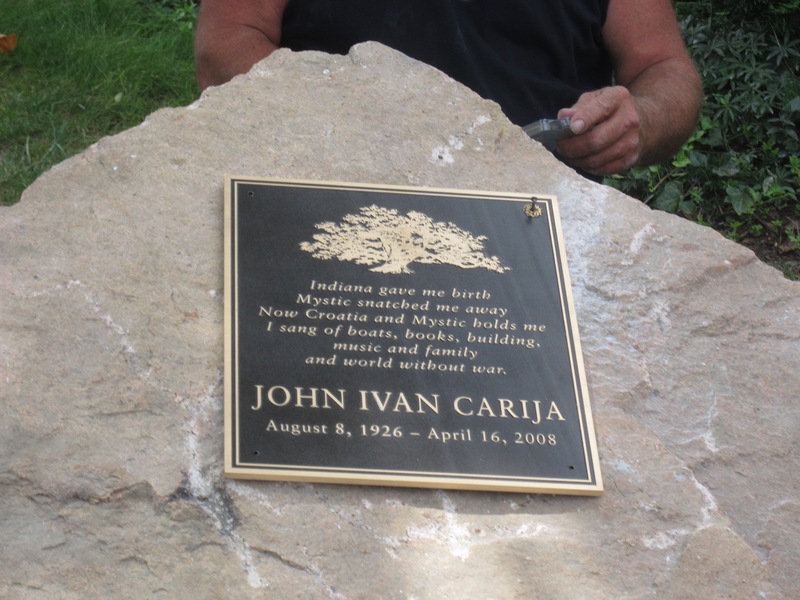 Indiana gave me birth
Mystic snatched me away
Now Croatia and Mystic holds me
I sang of boats, books, building,
music and family
and world without war.
JOHN IVAN CARIJA
August 8, 1926 – April 16, 2008